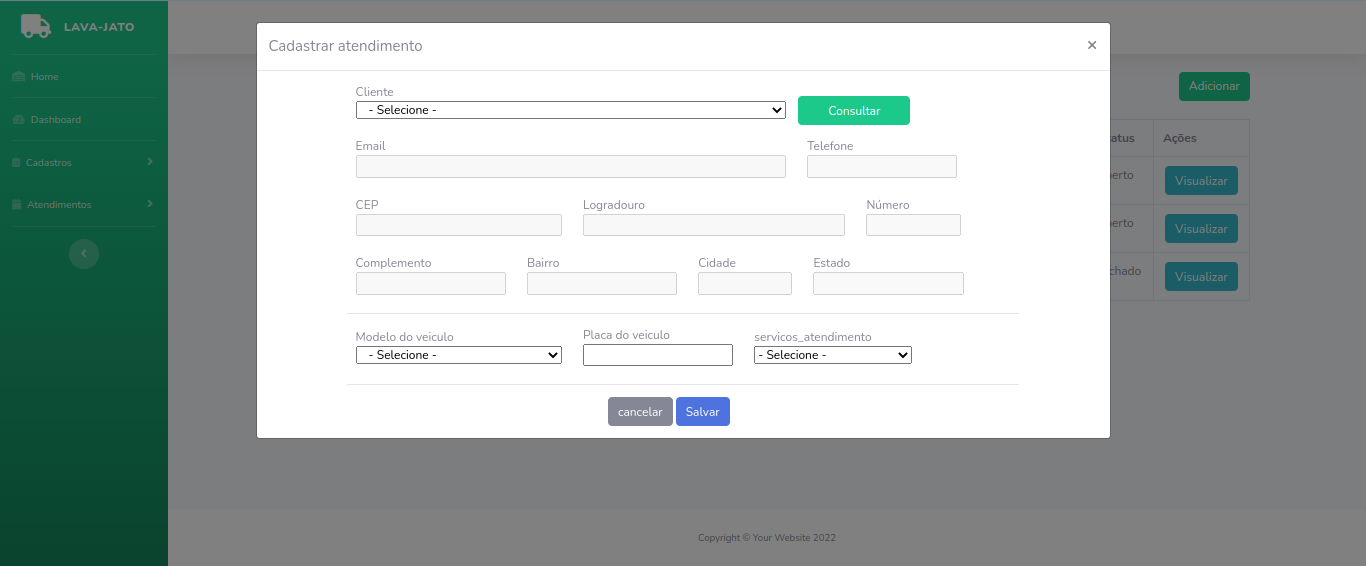 LAVA-JATO
Home
Dashboard
Cadastros
Atendimentos
Cadastrar atendimento
×
Cliente
- Selecione -
Consultar
Email
Telefone
CEP
Logradouro
Número
Complemento
Bairro
Cidade
Estado
Modelo do veiculo
Placa do veiculo
servicos_atendimento
- Selecione -
- Selecione -
cancelar
Salvar
Adicionar
atus
Ações
erto
Visualizar
erto
Visualizar
chado
Visualizar
Copyright © Your Website 2022